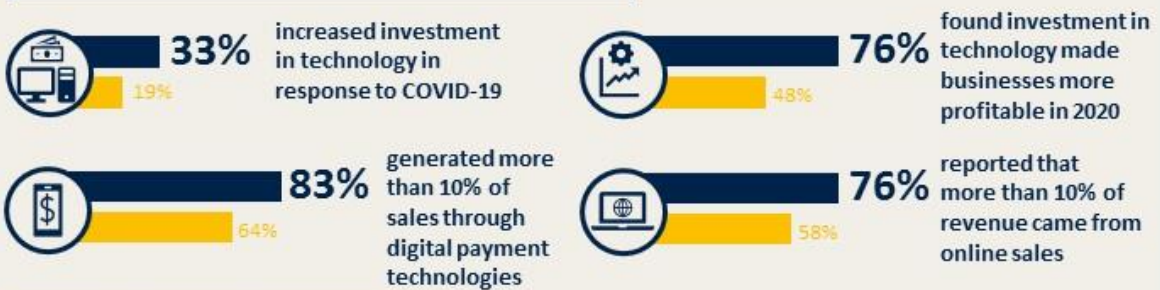 33%
increased investment
in technology in
response to COVID-19
19%
76%
found investment in
technology made
businesses more
profitable in 2020
48%
83%
generated more
than 10% of
sales through
digital payment
technologies
$
64%
76%
reported that
more than 10% of
revenue came from
online sales
58%